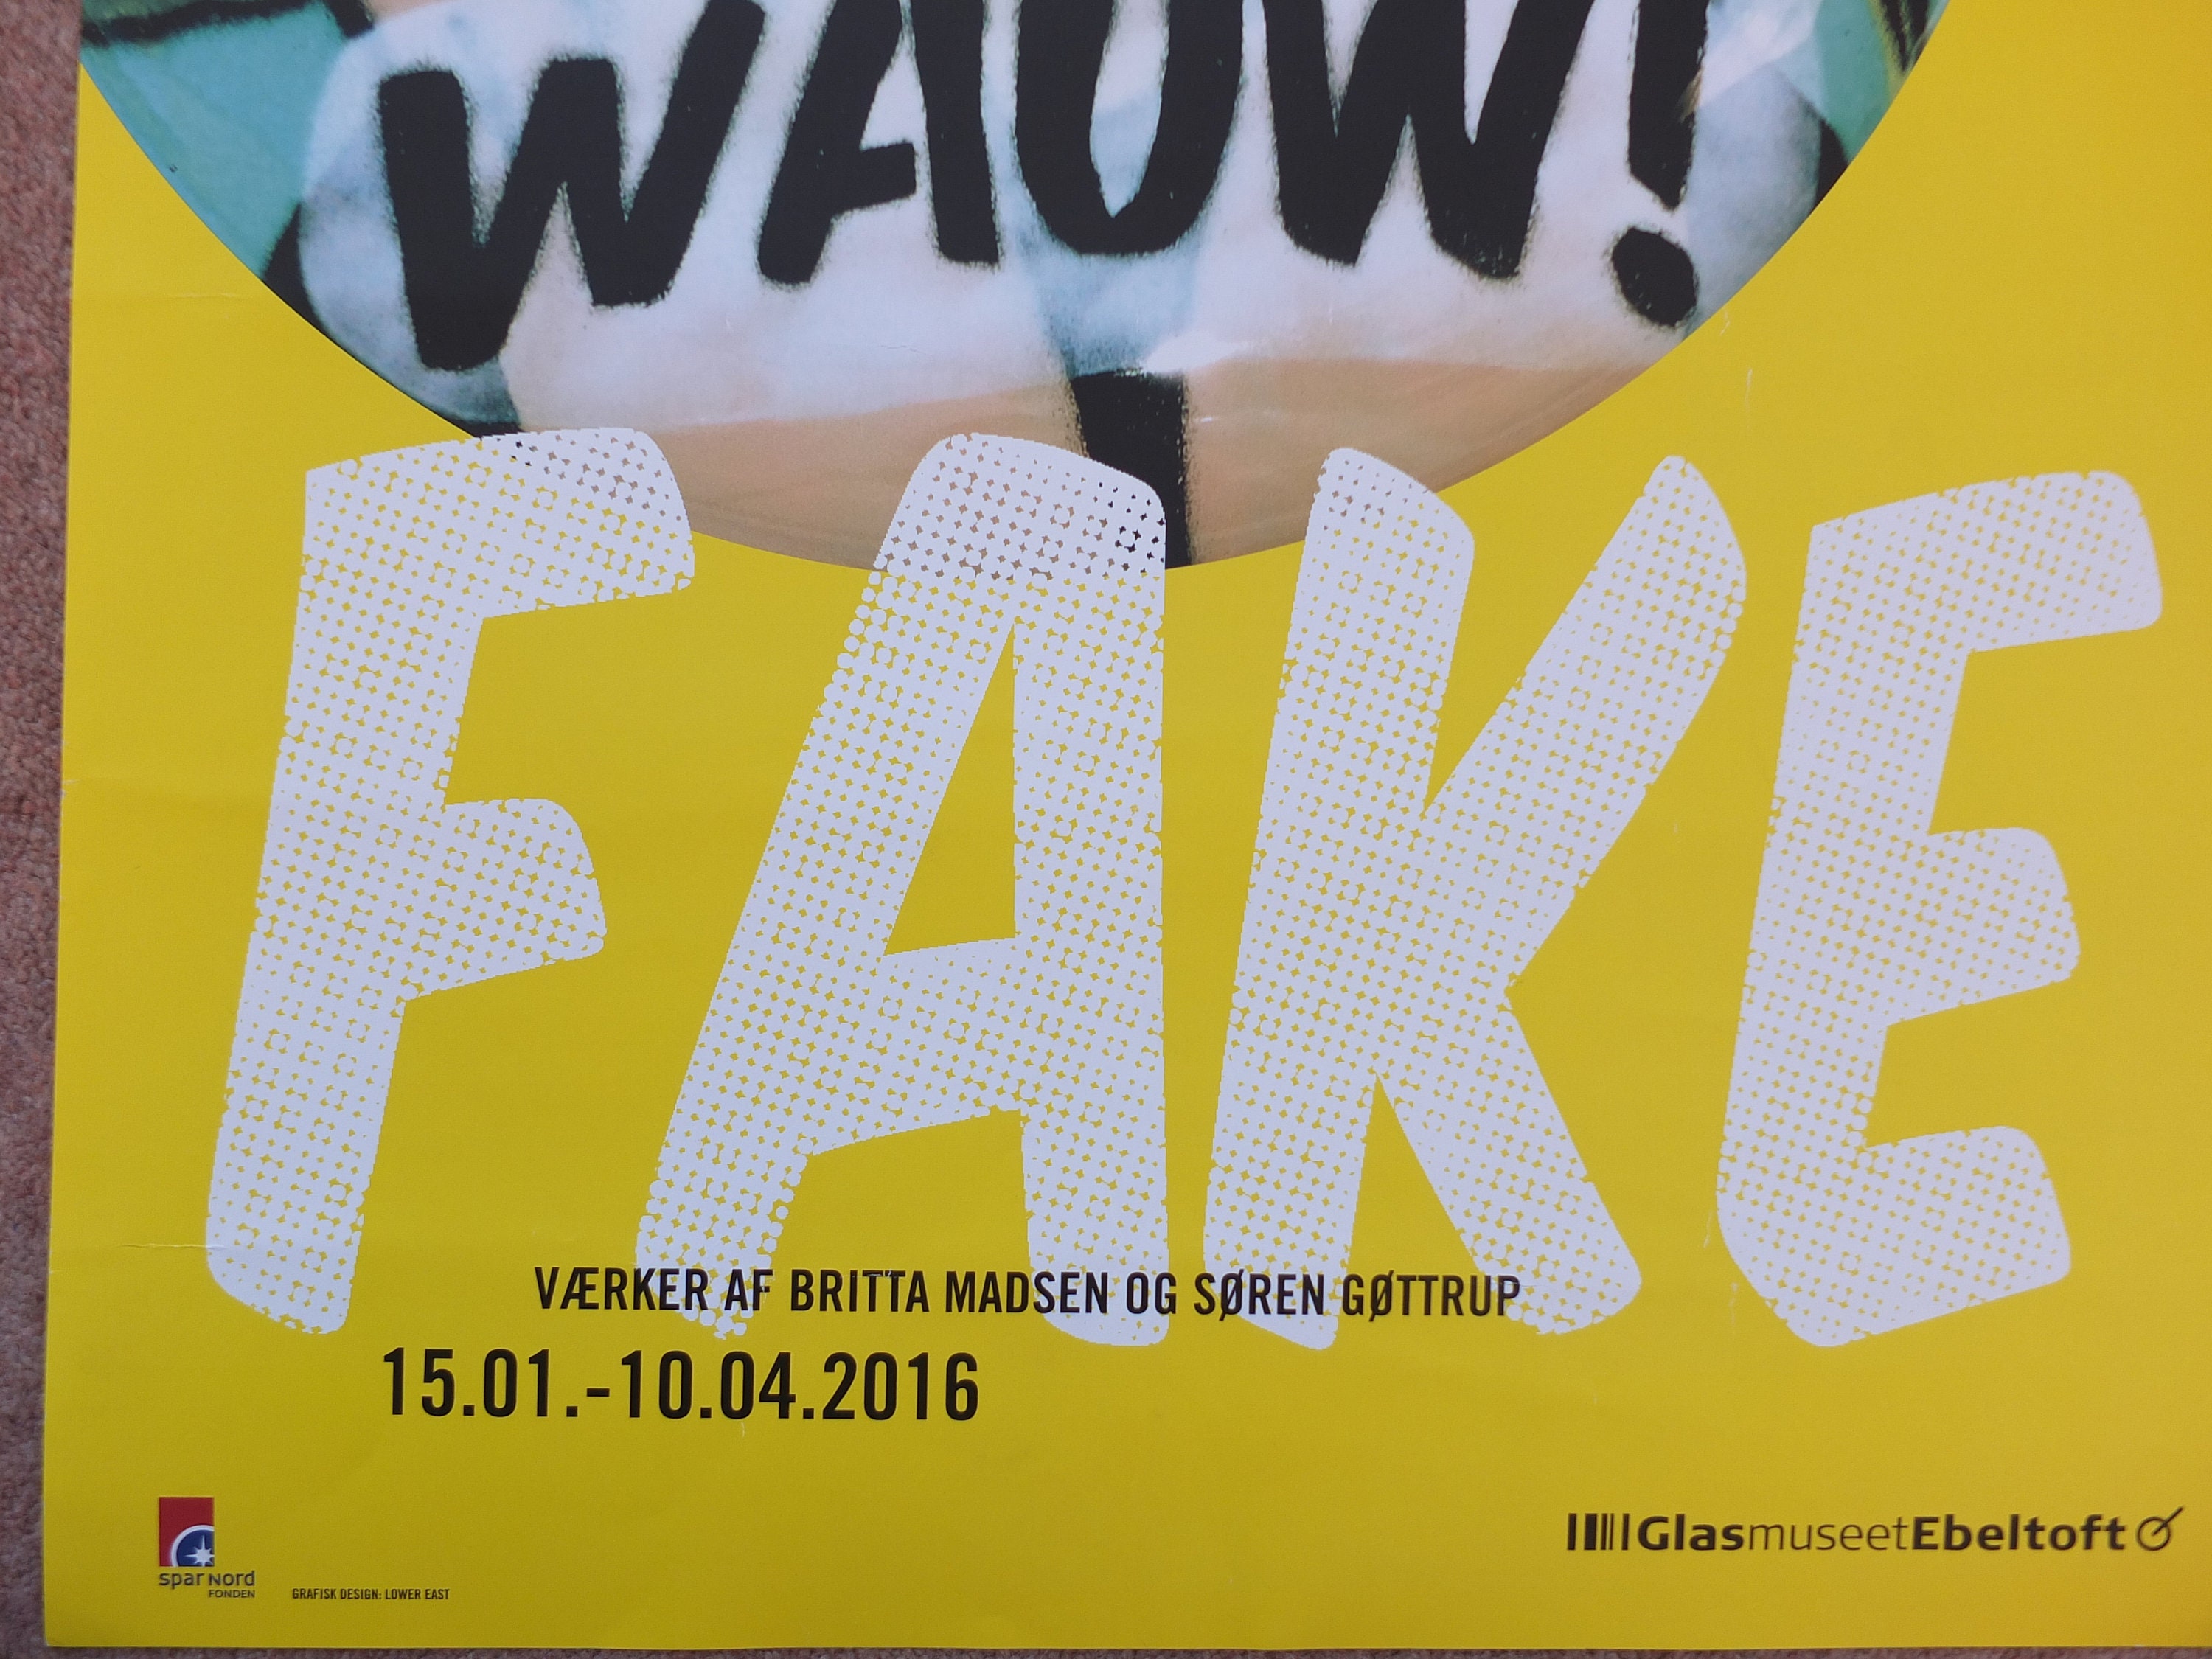 WAUW!
FAKE
VÆRKER AF BRITTA MADSEN OG SØREN GØTTRUP
15.01.-10.04.2016
spar nord
FONDEN
GRAFISK DESIGN: LOWER EAST
GlasmuseetEbeltoft